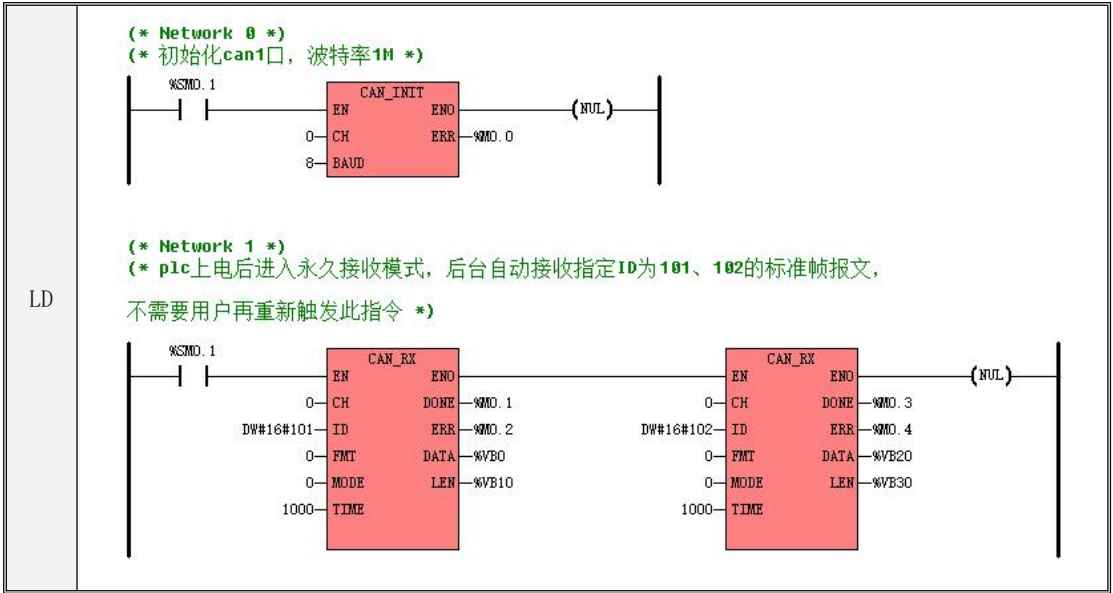 (* Network 0 *)
(* 初始化can1口，波特率1M *)
%SM0.1
CAN_INIT
EN ENO
(NUL)
0 CH ERR %M0.0
8 BAUD
(* Network 1 *)
(* plc上电后进入永久接收模式，后台自动接收指定ID为101、102的标准帧报文，
不需要用户再重新触发此指令 *)
LD
%SM0.1
CAN_RX CAN_RX
EN ENO EN ENO (NUL)
0 CH DONE %M0.1 0 CH DONE %M0.3
DW#16#101 ID ERR %M0.2 DW#16#102 ID ERR %M0.4
0 FMT DATA %VB0 0 FMT DATA %VB20
0 MODE LEN %VB10 0 MODE LEN %VB30
1000 TIME 1000 TIME